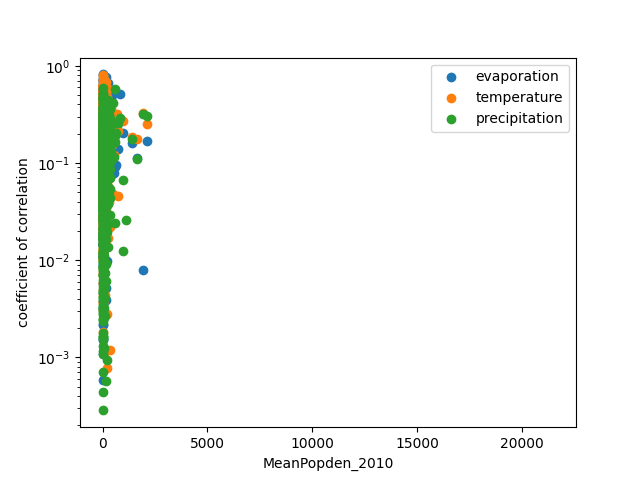 evaporation
temperature
precipitation
coefficient of correlation
10⁰
10⁻¹
10⁻²
10⁻³
0 5000 10000 15000 20000
MeanPopden_2010